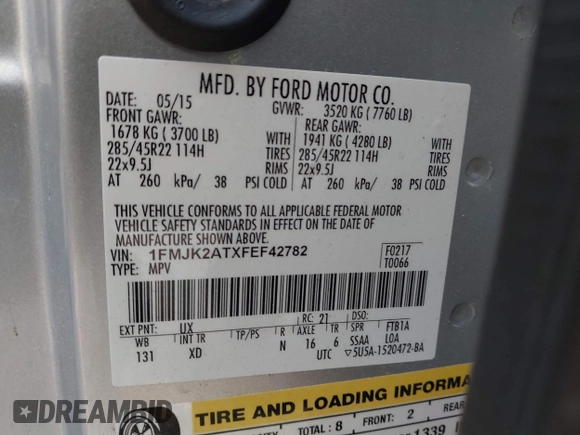 MFD. BY FORD MOTOR CO.
DATE: 05/15 GVWR: 3520 KG ( 7760 LB)
FRONT GAWR: REAR GAWR:
1678 KG ( 3700 LB) WITH 1941 KG ( 4280 LB) WITH
285/45R22 114H TIRES 285/45R22 114H TIRES
22x9.5J RIMS 22x9.5J RIMS
AT 260 kPa/ 38 PSI COLD AT 260 kPa/ 38 PSI COLD
THIS VEHICLE CONFORMS TO ALL APPLICABLE FEDERAL MOTOR
VEHICLE SAFETY STANDARDS IN EFFECT ON THE DATE OF
MANUFACTURE SHOWN ABOVE.
VIN: 1FMJK2ATXFEF42782 F0217
TYPE: MPV T0066
EXT PNT: UX RC: 21 DSO:
WB INT TR TP/PS R AXLE TR SPR FTB1A
131 XD N 16 6 SSAA LOA
UTC ▽5U5A-1520472-BA
TIRE AND LOADING INFORMA
TOTAL: 8 FRONT: 2 REAR
1339
DREAMBID